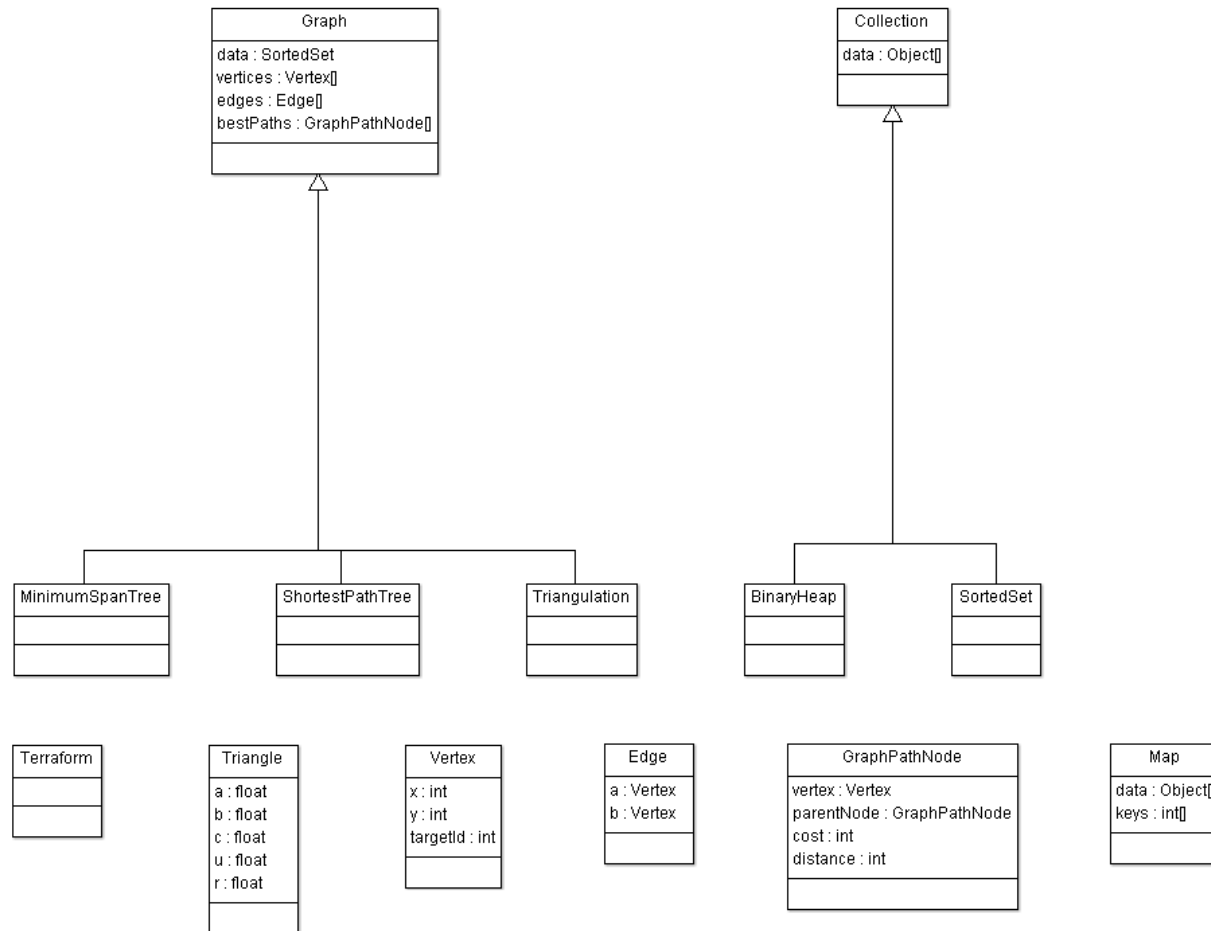 Graph
data : SortedSet
vertices : Vertex[]
edges : Edge[]
bestPaths : GraphPathNode[]
Collection
data : Object[]
MinimumSpanTree
ShortestPathTree
Triangulation
BinaryHeap
SortedSet
Terraform
Triangle
a : float
b : float
c : float
u : float
r : float
Vertex
x : int
y : int
targetId : int
Edge
a : Vertex
b : Vertex
GraphPathNode
vertex : Vertex
parentNode : GraphPathNode
cost : int
distance : int
Map
data : Object[]
keys : int[]